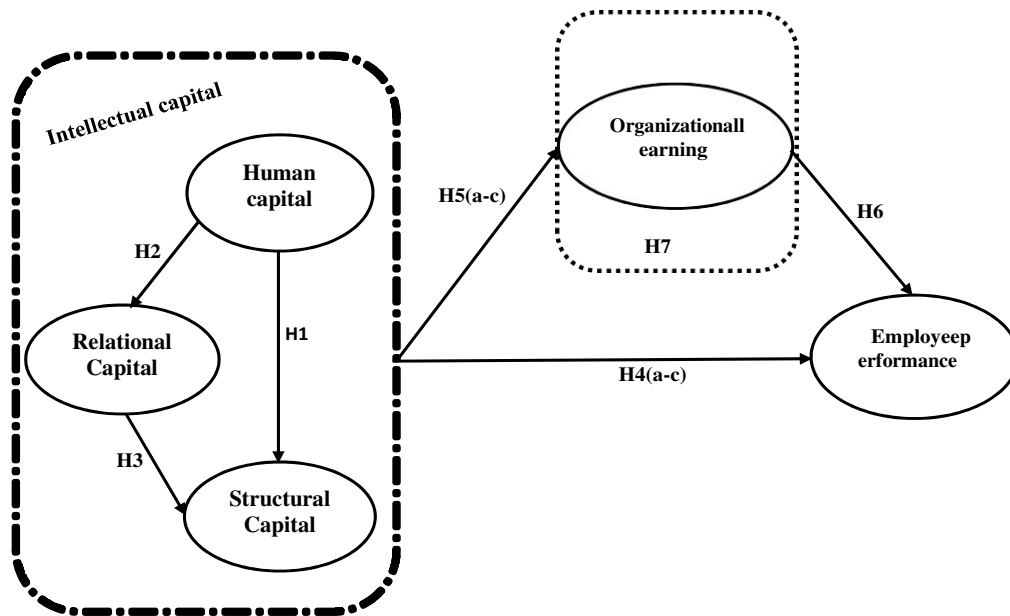 Intellectual capital
Human
capital
H2
H1
Relational
Capital
H3
Structural
Capital
H5(a-c)
Organizationall
earning
H7
H6
H4(a-c)
Employeep
erformance